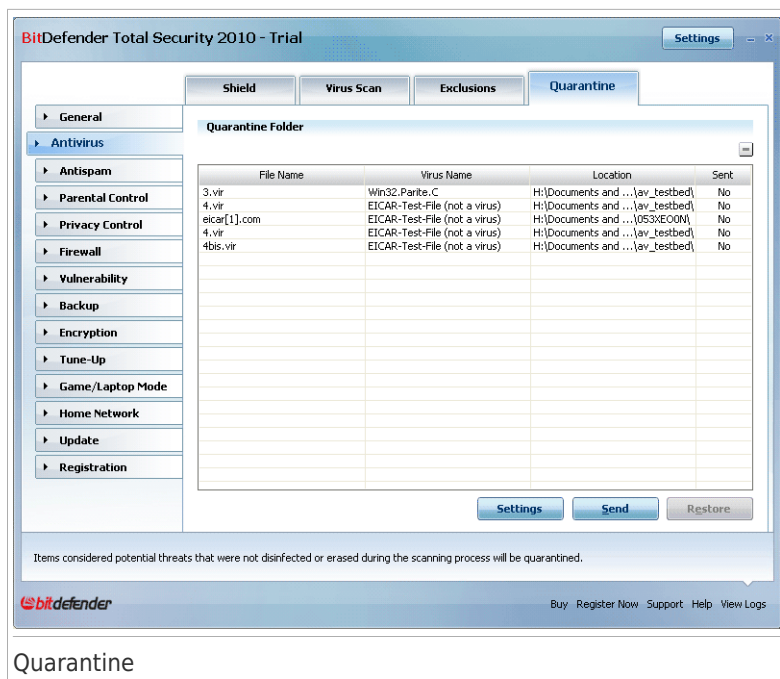 BitDefender Total Security 2010 - Trial
Settings
Shield Virus Scan Exclusions Quarantine
General
Antivirus
Antispam
Parental Control
Privacy Control
Firewall
Vulnerability
Backup
Encryption
Tune-Up
Game/Laptop Mode
Home Network
Update
Registration
Quarantine Folder
File Name Virus Name Location Sent
3.vir Win32.Parite.C H:\Documents and ...\av_testbed\ No
4.vir EICAR-Test-File (not a virus) H:\Documents and ...\av_testbed\ No
eicar[1].com EICAR-Test-File (not a virus) H:\Documents and ...\053XEO0N\ No
4.vir EICAR-Test-File (not a virus) H:\Documents and ...\av_testbed\ No
4bis.vir EICAR-Test-File (not a virus) H:\Documents and ...\av_testbed\ No
Settings Send Restore
Items considered potential threats that were not disinfected or erased during the scanning process will be quarantined.
bitdefender
Buy Register Now Support Help View Logs
Quarantine